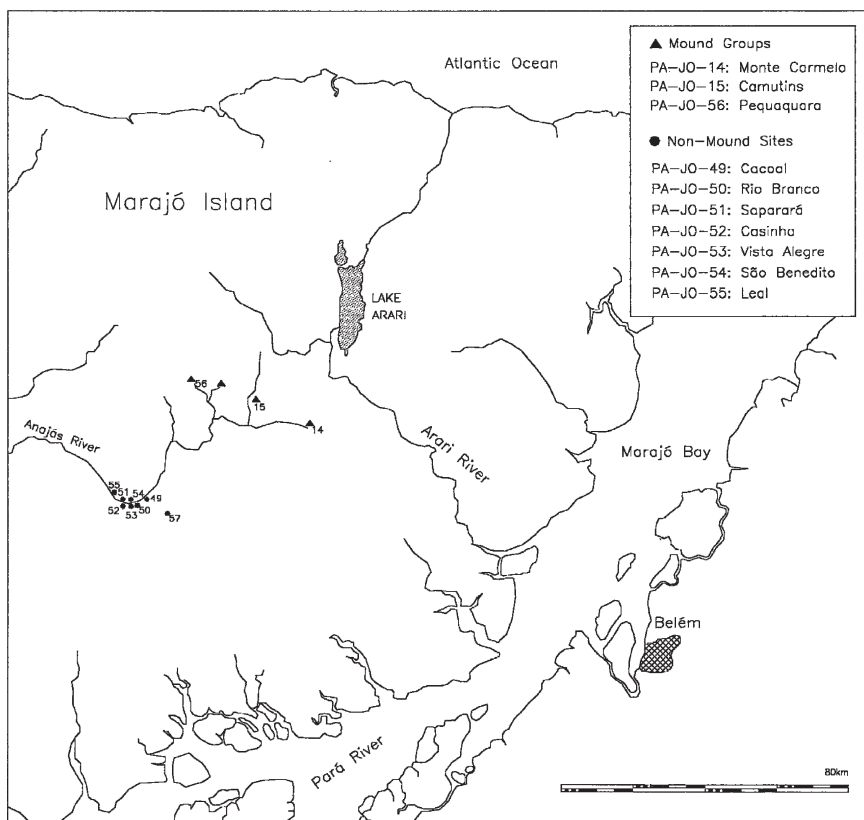 Atlantic Ocean
▲ Mound Groups
PA-JO-14: Monte Carmelo
PA-JO-15: Camutins
PA-JO-56: Pequaquara
● Non-Mound Sites
PA-JO-49: Cacoal
PA-JO-50: Rio Branco
PA-JO-51: Saparará
PA-JO-52: Casinha
PA-JO-53: Vista Alegre
PA-JO-54: São Benedito
PA-JO-55: Leal
Marajó Island
LAKE
ARARI
56
15
14
Anajós River
Arari River
Marajó Bay
55
51
54
49
52
53
50
57
Belém
Pará River
80km